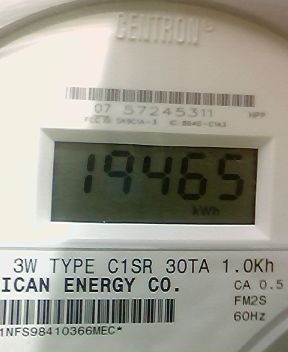 CENTRON
07 57245311 HPP
19465
kWh
3W TYPE C1SR 30TA 1.0Kh
ICAN ENERGY CO. CA 0.5
FM2S
60Hz
1NFS98410366MEC*